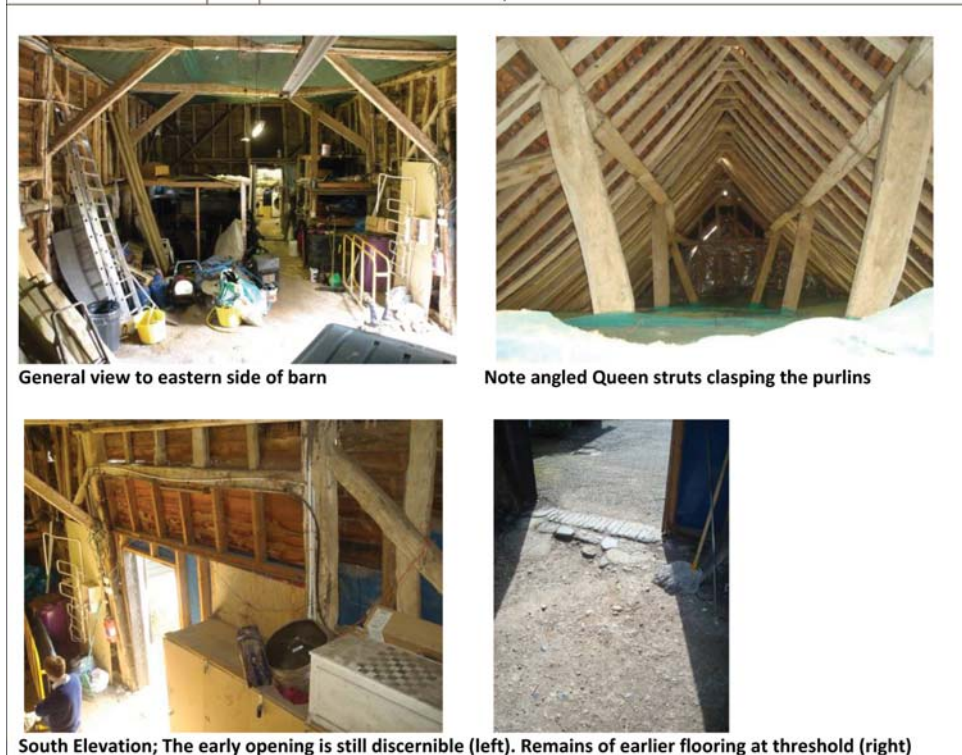 General view to eastern side of barn
Note angled Queen struts clasping the purlins
South Elevation; The early opening is still discernible (left). Remains of earlier flooring at threshold (right)